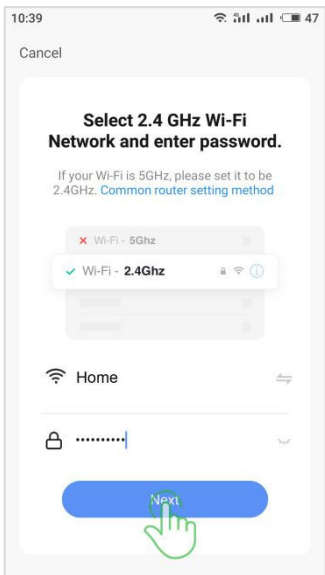 10:39
47
Cancel
Select 2.4 GHz Wi-Fi
Network and enter password.
If your Wi-Fi is 5GHz, please set it to be
2.4GHz. Common router setting method
Wi-Fi - 5Ghz
Wi-Fi - 2.4Ghz
Home
••••••••••
Next